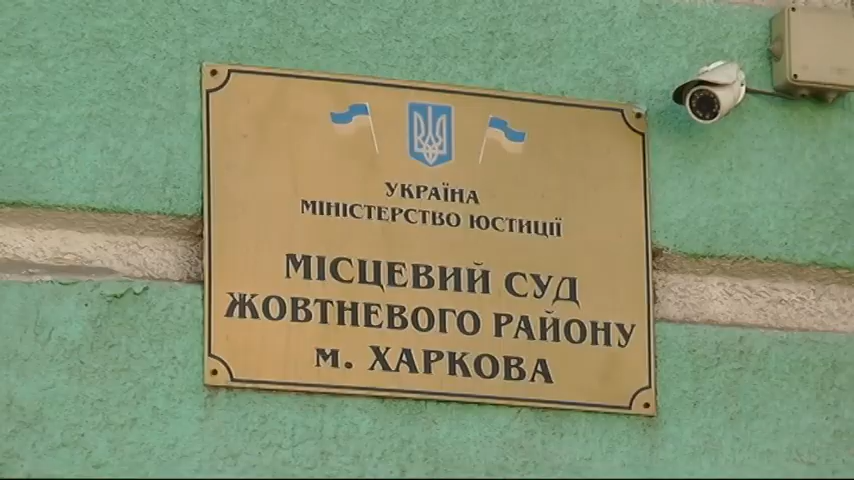 УКРАЇНА
МІНІСТЕРСТВО ЮСТИЦІЇ
МІСЦЕВИЙ СУД
ЖОВТНЕВОГО РАЙОНУ
м. ХАРКОВА